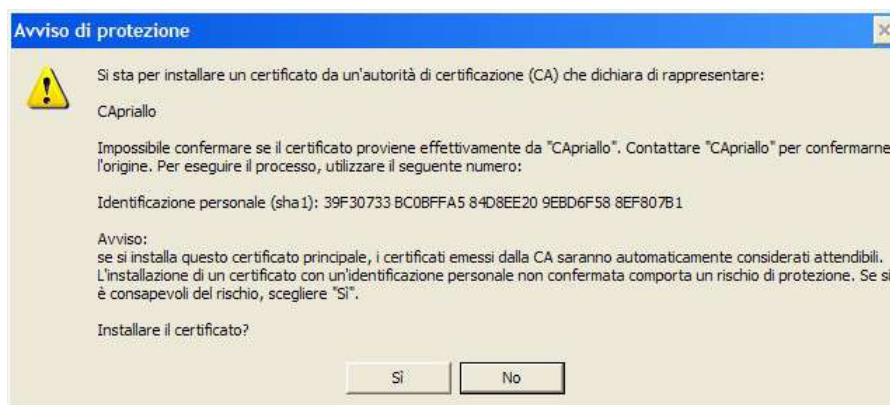 Avviso di protezione
Si sta per installare un certificato da un'autorità di certificazione (CA) che dichiara di rappresentare:
CApriallo
Impossibile confermare se il certificato proviene effettivamente da "CApriallo". Contattare "CApriallo" per confermarne
l'origine. Per eseguire il processo, utilizzare il seguente numero:
Identificazione personale (sha1): 39F30733 BC0BFFA5 84D8EE20 9EBD6F58 8EF807B1
Avviso:
se si installa questo certificato principale, i certificati emessi dalla CA saranno automaticamente considerati attendibili.
L'installazione di un certificato con un'identificazione personale non confermata comporta un rischio di protezione. Se si
è consapevoli del rischio, scegliere "Sì".
Installare il certificato?
Sì
No